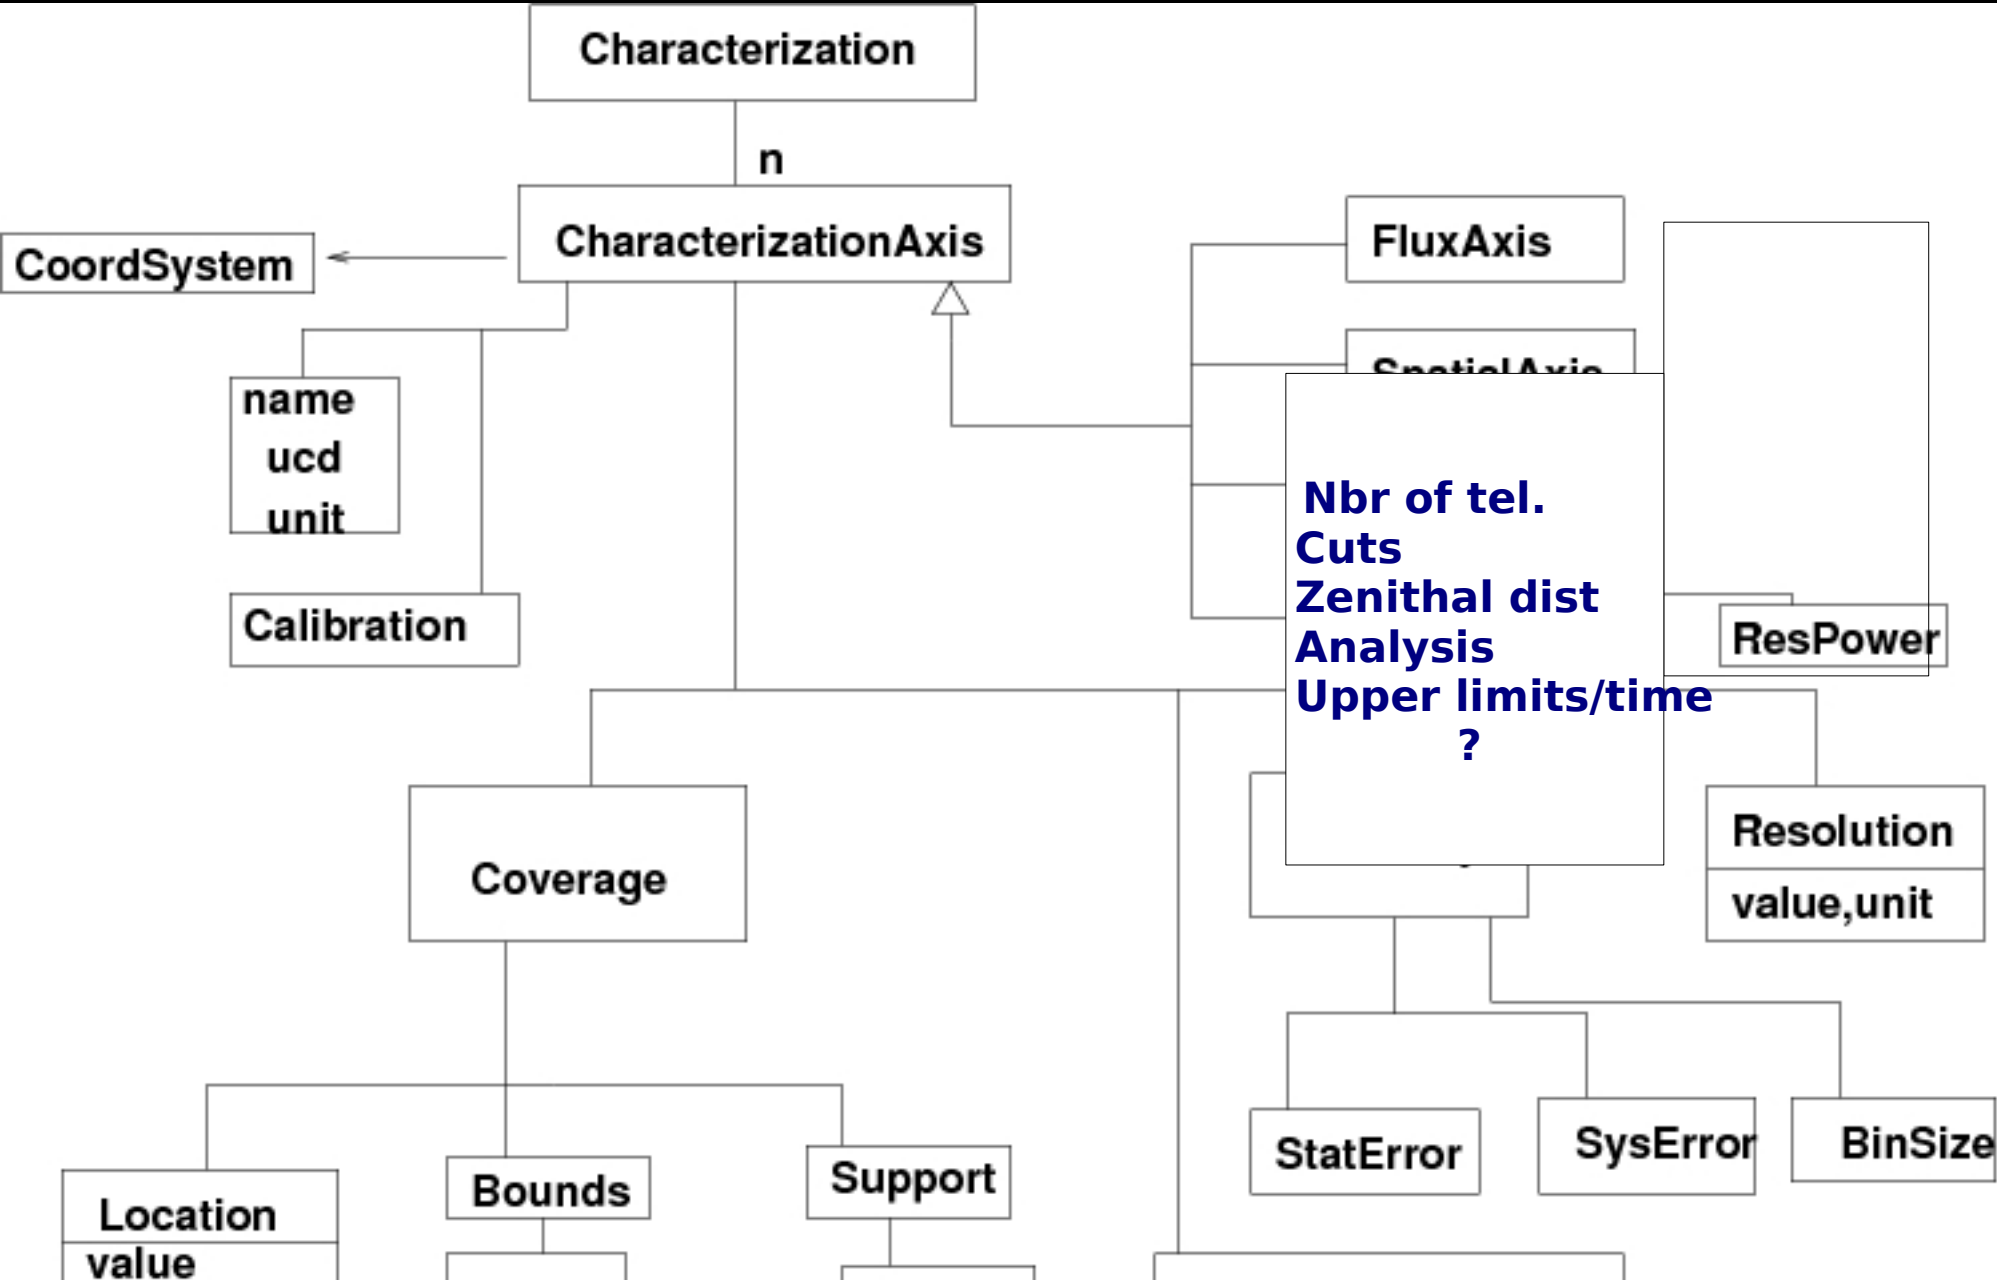 Characterization
n
CharacterizationAxis
CoordSystem
FluxAxis
SpatialAxis
name
ucd
unit
Calibration
Nbr of tel.
Cuts
Zenithal dist
Analysis
Upper limits/time
?
ResPower
Coverage
Resolution
value,unit
StatError
SysError
BinSize
Location
value
Bounds
Support